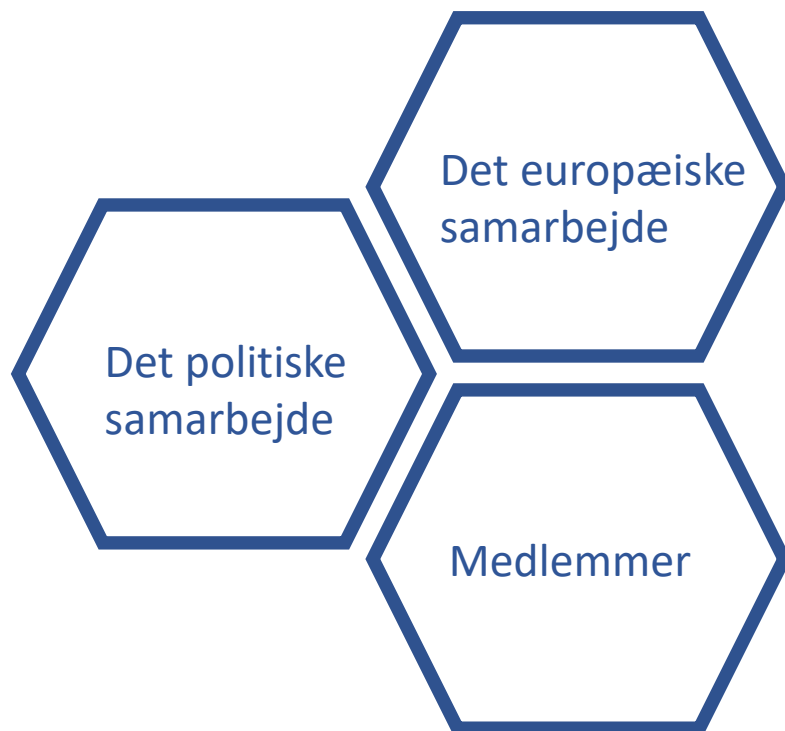 Det europæiske
samarbejde
Det politiske
samarbejde
Medlemmer